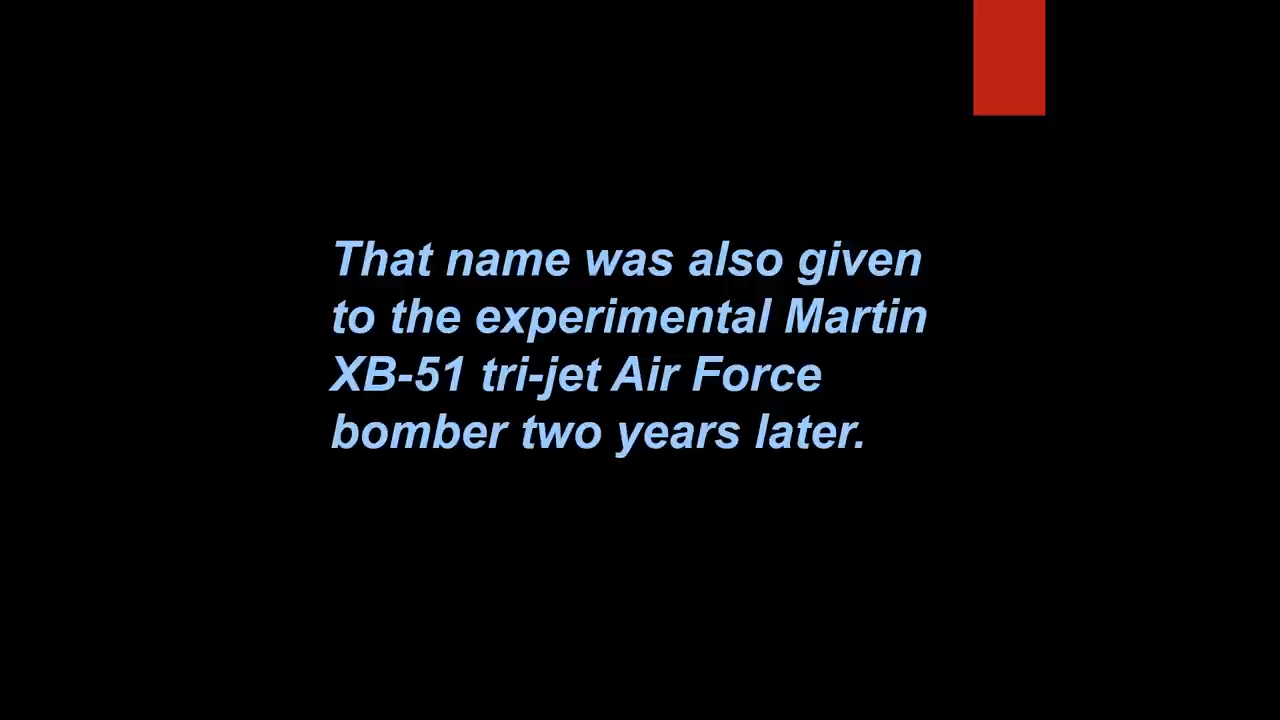 That name was also given
to the experimental Martin
XB-51 tri-jet Air Force
bomber two years later.